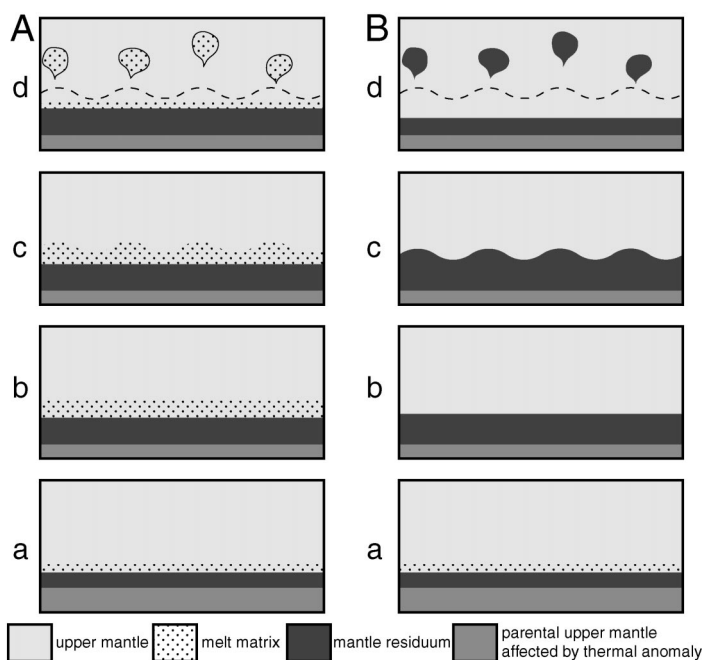 A
B
d
d
c
c
b
b
a
a
upper mantle
melt matrix
mantle residuum
parental upper mantle
affected by thermal anomaly